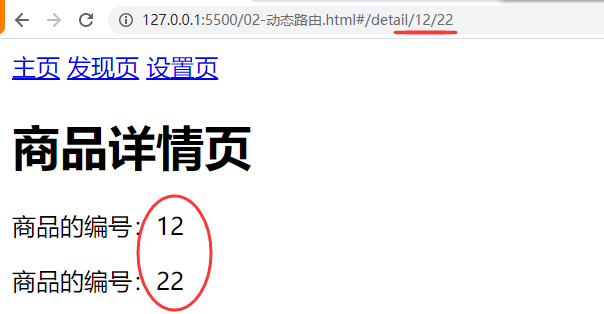 127.0.0.1:5500/02-动态路由.html#/detail/12/22
主页 发现页 设置页
商品详情页
商品的编号：12
商品的编号：22